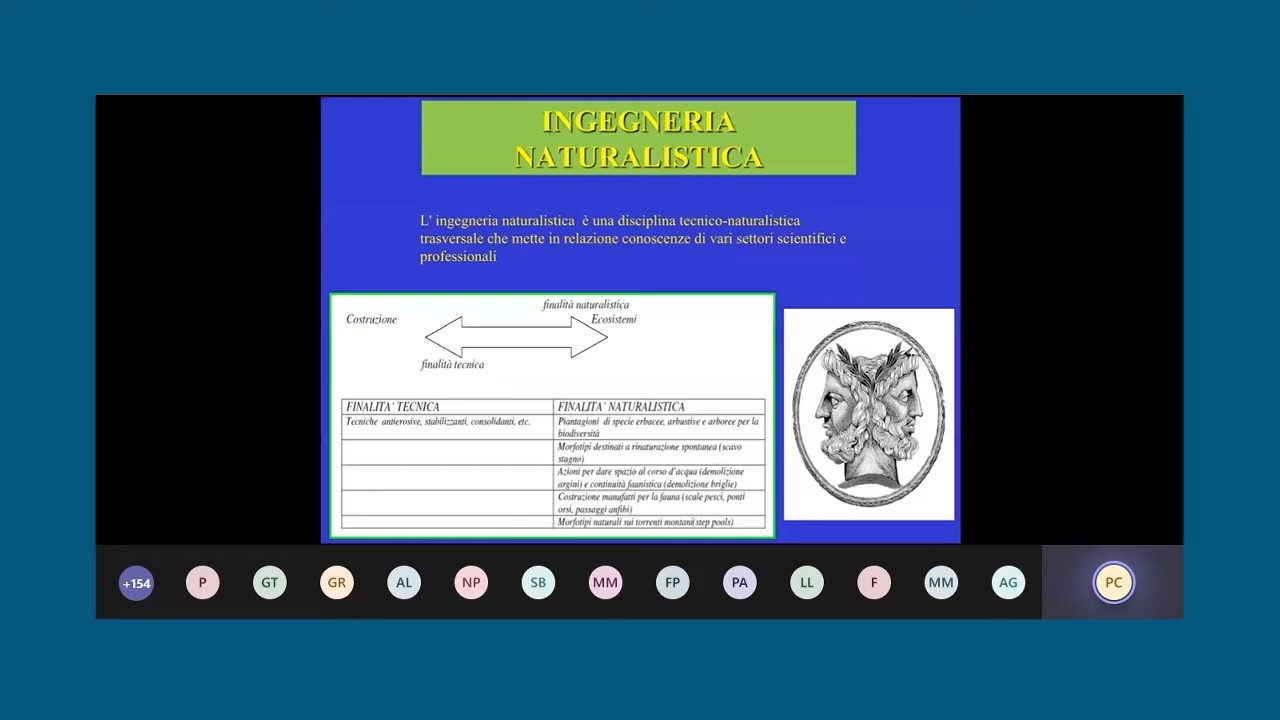 INGEGNERIA
NATURALISTICA
L' ingegneria naturalistica è una disciplina tecnico-naturalistica
trasversale che mette in relazione conoscenze di vari settori scientifici e
professionali
finalità naturalistica
Costruzione
Ecosistemi
finalità tecnica
FINALITA' TECNICA
FINALITA' NATURALISTICA
Tecniche antierosive, stabilizzanti, consolidanti, etc.
Piantagioni di specie erbacee, arbustive e arboree per la
biodiversità
Morfotipi destinati a rinaturazione spontanea (scavo
stagno)
Azioni per dare spazio al corso d'acqua (demolizione
argini) e continuità faunistica (demolizione briglie)
Costruzione manufatti per la fauna (scale pesci, ponti
orsi, passaggi anfibi)
Morfotipi naturali sui torrenti montani(step pools)
+154
P
GT
GR
AL
NP
SB
MM
FP
PA
LL
F
MM
AG
PC